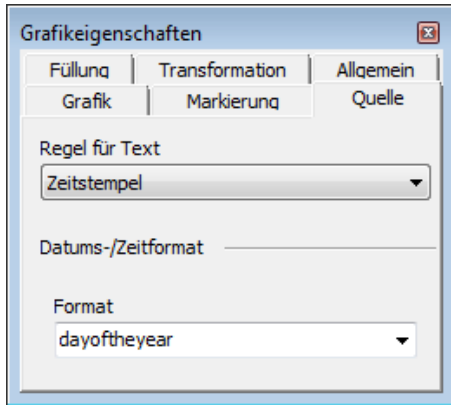 Grafikeigenschaften
Füllung Transformation Allgemein
Grafik Markierung Quelle
Regel für Text
Zeitstempel
Datums-/Zeitformat
Format
dayoftheyear